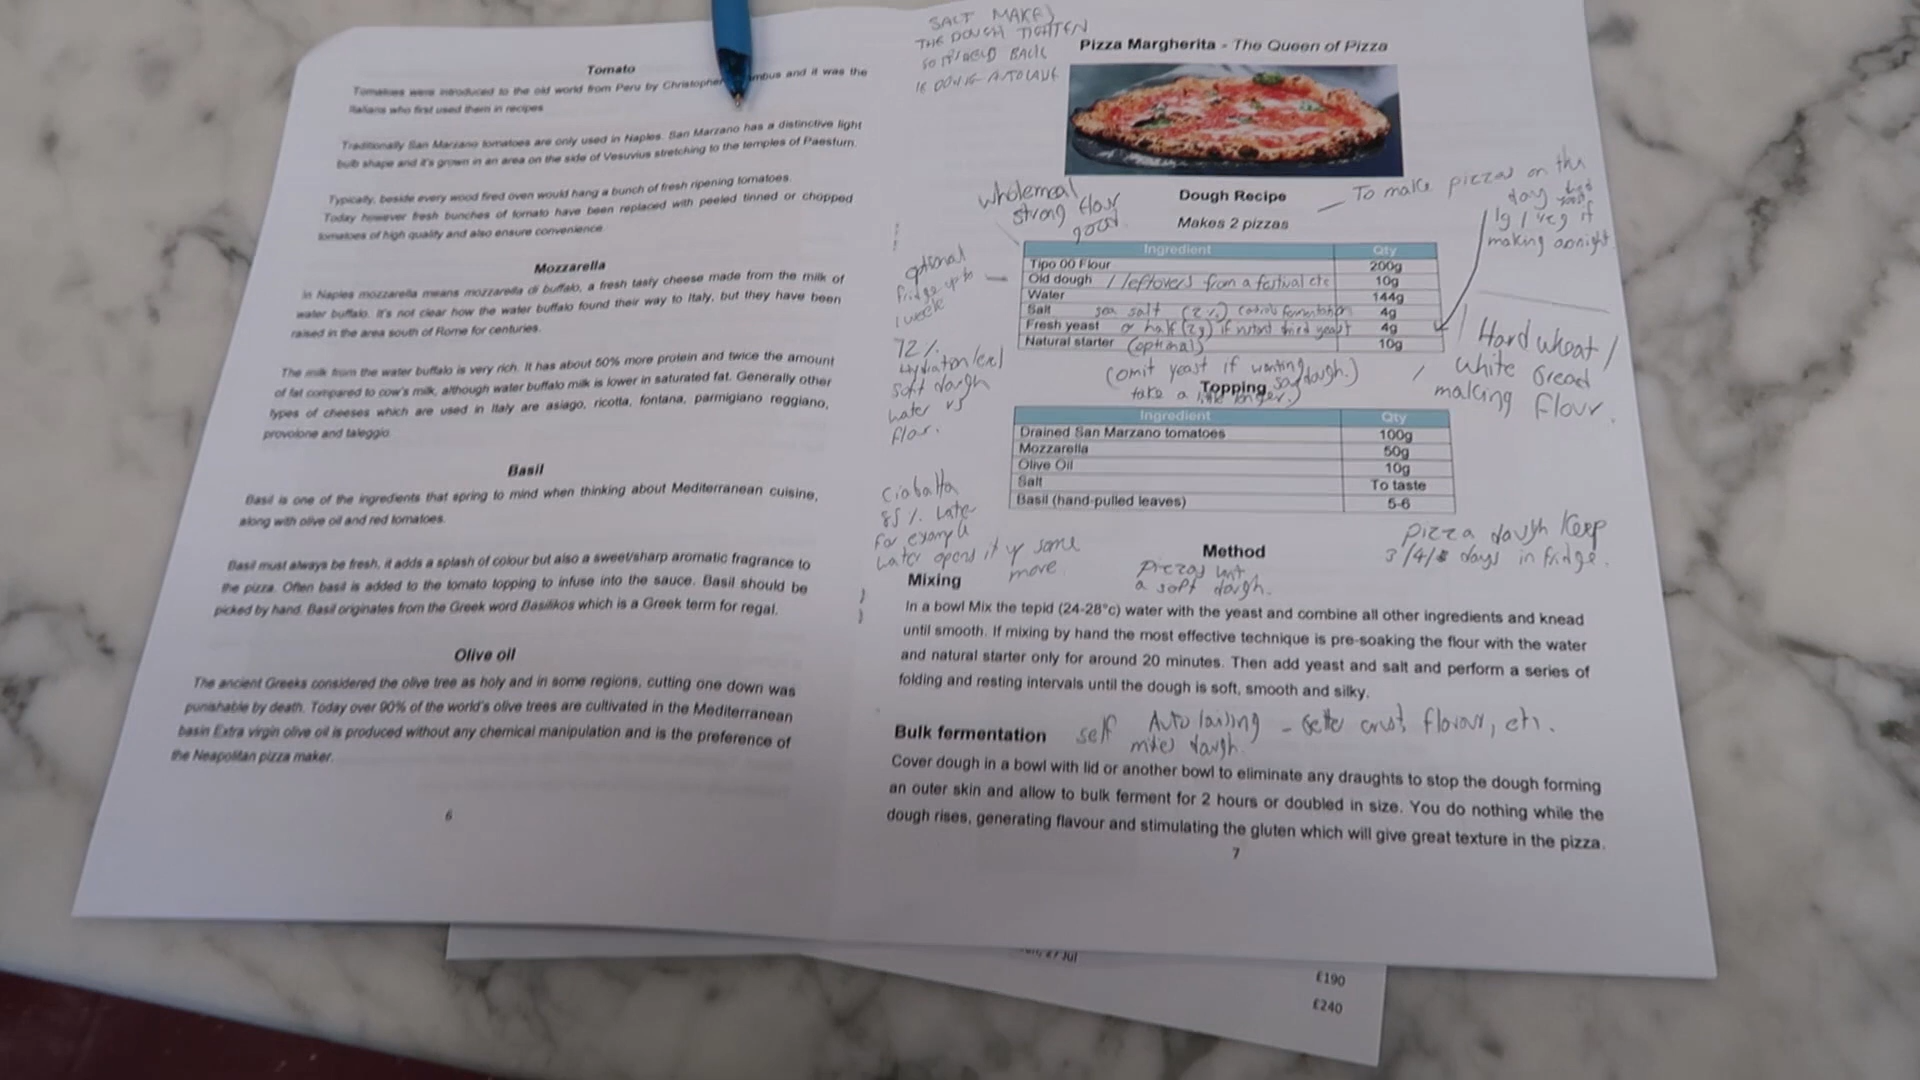 Tomato
Tomatoes were introduced to the old world from Peru by Christopher mbus and it was the
Italians who first used them in recipes
Traditionally San Marzano tomatoes are only used in Naples. San Marzano has a distinctive light
bulb shape and it's grown in an area on the side of Vesuvius stretching to the temples of Paestum.
Typically, beside every wood fired oven would hang a bunch of fresh ripening tomatoes.
Today however fresh bunches of tomato have been replaced with peeled tinned or chopped
tomatoes of high quality and also ensure convenience
Mozzarella
In Naples mozzarella means mozzarella di buffalo, a fresh tasty cheese made from the milk of
water buffalo. It's not clear how the water buffalo found their way to Italy, but they have been
raised in the area south of Rome for centuries.
The milk from the water buffalo is very rich. It has about 50% more protein and twice the amount
of fat compared to cow's milk, although water buffalo milk is lower in saturated fat. Generally other
types of cheeses which are used in Italy are asiago, ricotta, fontana, parmigiano reggiano,
provolone and taleggio
Basil
Basil is one of the ingredients that spring to mind when thinking about Mediterranean cuisine,
along with olive oil and red tomatoes.
Basil must always be fresh, it adds a splash of colour but also a sweet/sharp aromatic fragrance to
the pizza. Often basil is added to the tomato topping to infuse into the sauce. Basil should be
picked by hand. Basil originates from the Greek word Basilikos which is a Greek term for regal.
Olive oil
The ancient Greeks considered the olive tree as holy and in some regions, cutting one down was
punishable by death. Today over 90% of the world's olive trees are cultivated in the Mediterranean
basin Extra virgin olive oil is produced without any chemical manipulation and is the preference of
the Neapolitan pizza maker.
6
SALT MAKES
THE DOUGH TIGHTEN
BACK
Pizza Margherita - The Queen of Pizza
wholemeal
strong flour
good
Dough Recipe
Makes 2 pizzas
To make pizzas on the
day
1g / veg if
making
optional
fridge up to
1 week
Ingredient Qty
Tipo 00 Flour 200g
Old dough / leftovers from a festival etc 10g
Water 144g
Salt sea salt (2%) 4g
Fresh yeast or half (2g) if dried yeast 4g
Natural starter (optional) 10g
72%
soft dough
water vs
flour.
(omit yeast if wanting dough.)
take a longer.)
Hard wheat /
white bread
making flour.
Topping
Ingredient Qty
Drained San Marzano tomatoes 100g
Mozzarella 50g
Olive Oil 10g
Salt To taste
Basil (hand-pulled leaves) 5-6
ciabatta
85% water
for example
water opens it up some
more.
Pizza dough keep
3/4/5 days in fridge.
Method
pizzas
a soft dough.
Mixing
In a bowl Mix the tepid (24-28°c) water with the yeast and combine all other ingredients and knead
until smooth. If mixing by hand the most effective technique is pre-soaking the flour with the water
and natural starter only for around 20 minutes. Then add yeast and salt and perform a series of
folding and resting intervals until the dough is soft, smooth and silky.
Bulk fermentation
self - better crust, flavour, etc.
mixes dough.
Cover dough in a bowl with lid or another bowl to eliminate any draughts to stop the dough forming
an outer skin and allow to bulk ferment for 2 hours or doubled in size. You do nothing while the
dough rises, generating flavour and stimulating the gluten which will give great texture in the pizza.
7
27 Jul
£190
£240